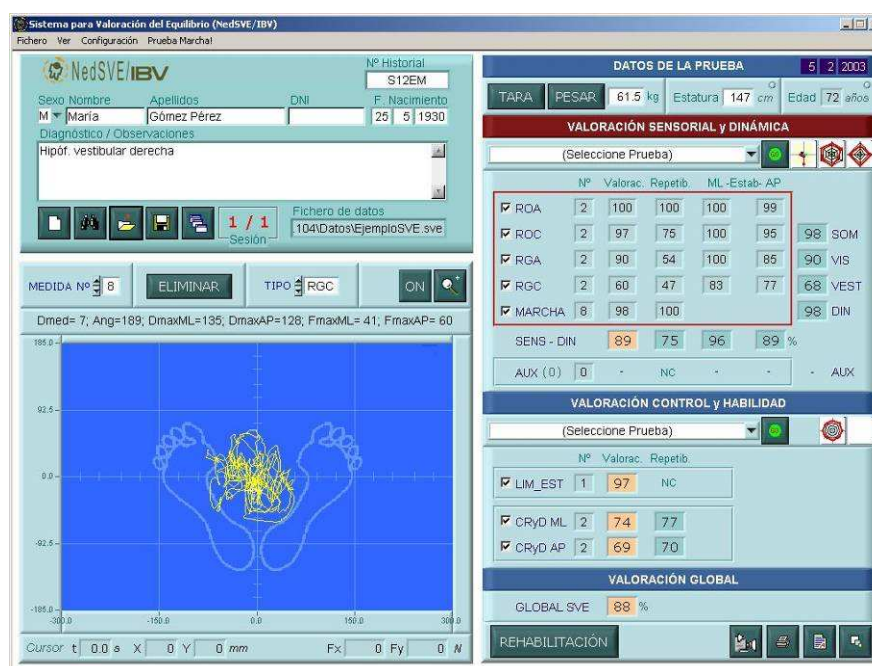 Sistema para Valoración del Equilibrio (NedSVE/IBV)
Fichero Ver Configuración Prueba Marcha!
NedSVE/IBV
Nº Historial
S12EM
Sexo Nombre Apellidos DNI F. Nacimiento
M María Gómez Pérez 25 5 1930
Diagnóstico / Observaciones
Hipóf. vestibular derecha
1 / 1
Sesión
Fichero de datos
104\Datos\EjemploSVE.sve
MEDIDA Nº 8 ELIMINAR TIPO RGC ON
Dmed= 7; Ang=189; DmaxML=135; DmaxAP=128; FmaxML= 41; FmaxAP= 60
185.0
92.5
0.0
-92.5
-185.0
-300.0 -150.0 0.0 150.0 300.0
Cursor t 0.0 s X 0 Y 0 mm Fx 0 Fy 0 N
DATOS DE LA PRUEBA 5 2 2003
TARA PESAR 61.5 kg Estatura 147 cm Edad 72 años
VALORACIÓN SENSORIAL y DINÁMICA
(Seleccione Prueba) GO
Nº Valorac. Repetib. ML -Estab- AP
ROA 2 100 100 100 99
ROC 2 97 75 100 95 98 SOM
RGA 2 90 54 100 85 90 VIS
RGC 2 60 47 83 77 68 VEST
MARCHA 8 98 100 98 DIN
SENS - DIN 89 75 96 89 %
AUX (0) 0 - NC - - - AUX
VALORACIÓN CONTROL y HABILIDAD
(Seleccione Prueba) GO
Nº Valorac. Repetib.
LIM_EST 1 97 NC
CRyD ML 2 74 77
CRyD AP 2 69 70
VALORACIÓN GLOBAL
GLOBAL SVE 88 %
REHABILITACIÓN